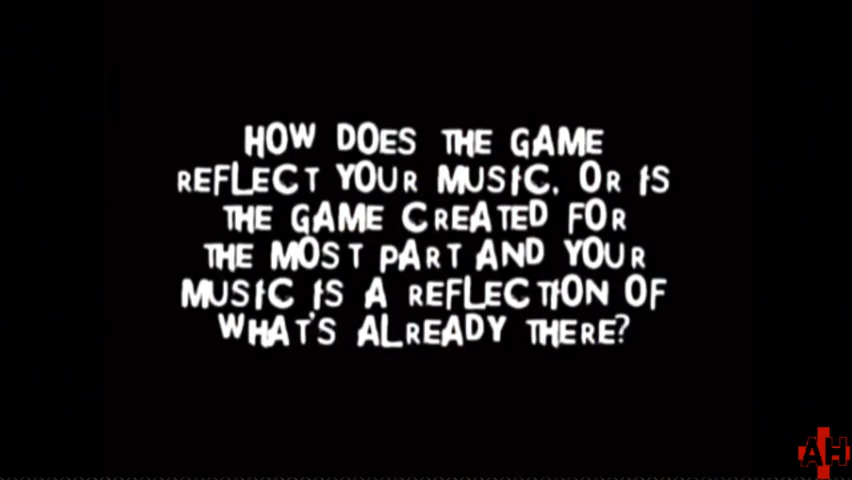 HOW DOES THE GAME
REFLECT YOUR MUSIC, OR IS
THE GAME CREATED FOR
THE MOST PART AND YOUR
MUSIC IS A REFLECTION OF
WHAT'S ALREADY THERE?
AH